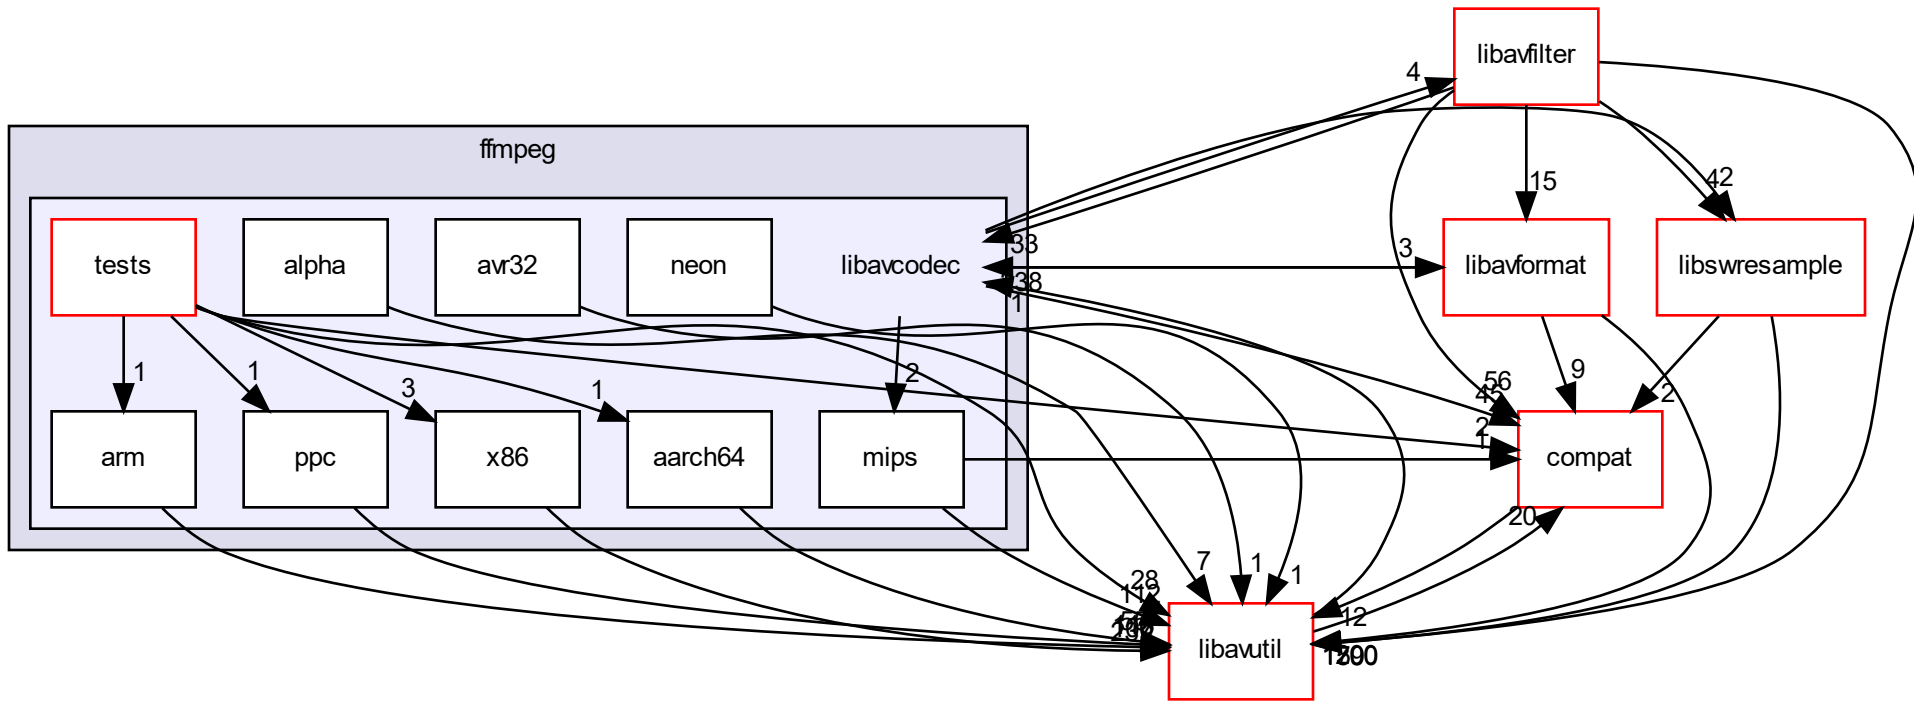 libavfilter
4
ffmpeg
15
42
33
3
tests
alpha
avr32
neon
libavcodec
libavformat
libswresample
38
1
1
1
3
1
2
9
2
56
45
2
1
arm
ppc
x86
aarch64
mips
compat
20
7
1
1
28
112
12
libavutil